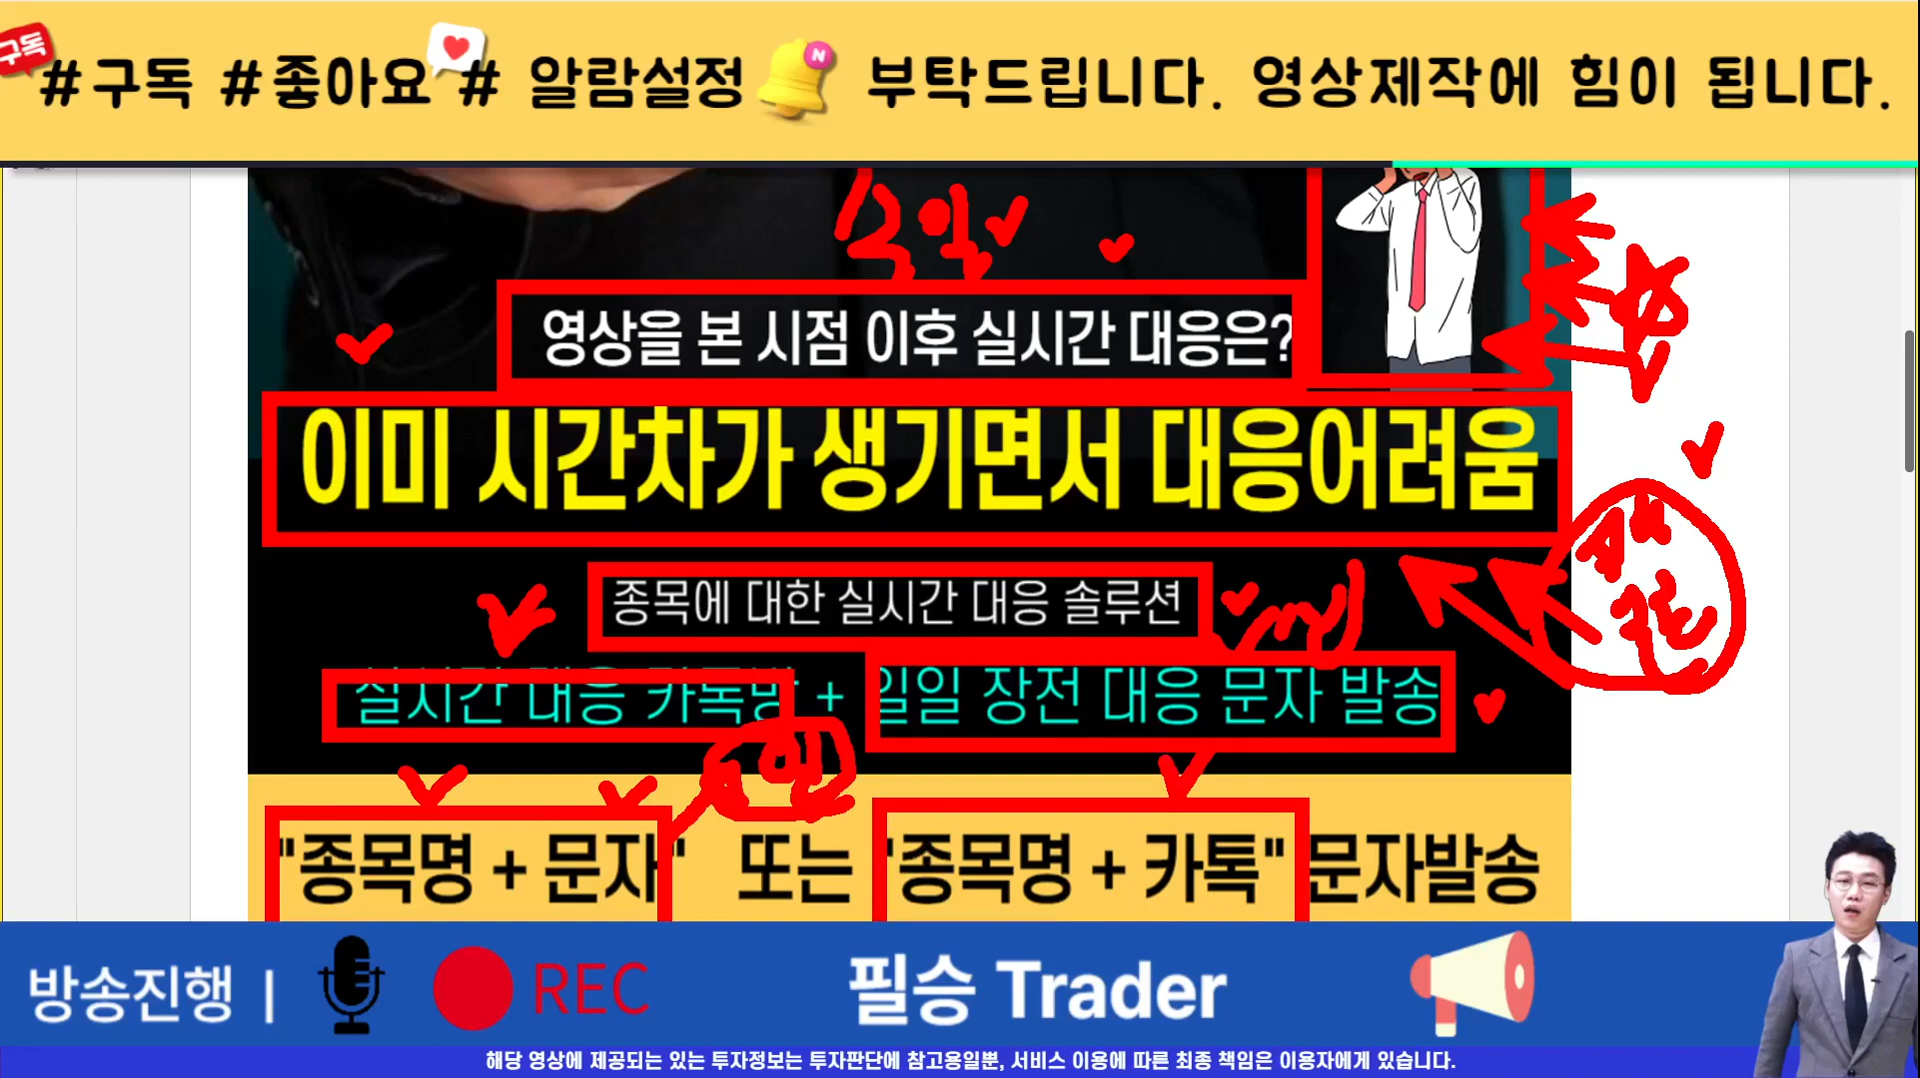 구독
#구독 #좋아요 # 알람설정 N 부탁드립니다. 영상제작에 힘이 됩니다.
영상을 본 시점 이후 실시간 대응은?
이미 시간차가 생기면서 대응어려움
종목에 대한 실시간 대응 솔루션
실시간 대응 카톡방 + 일일 장전 대응 문자 발송
"종목명 + 문자" 또는 "종목명 + 카톡" 문자발송
방송진행 | REC 필승 Trader
해당 영상에 제공되는 있는 투자정보는 투자판단에 참고용일뿐, 서비스 이용에 따른 최종 책임은 이용자에게 있습니다.